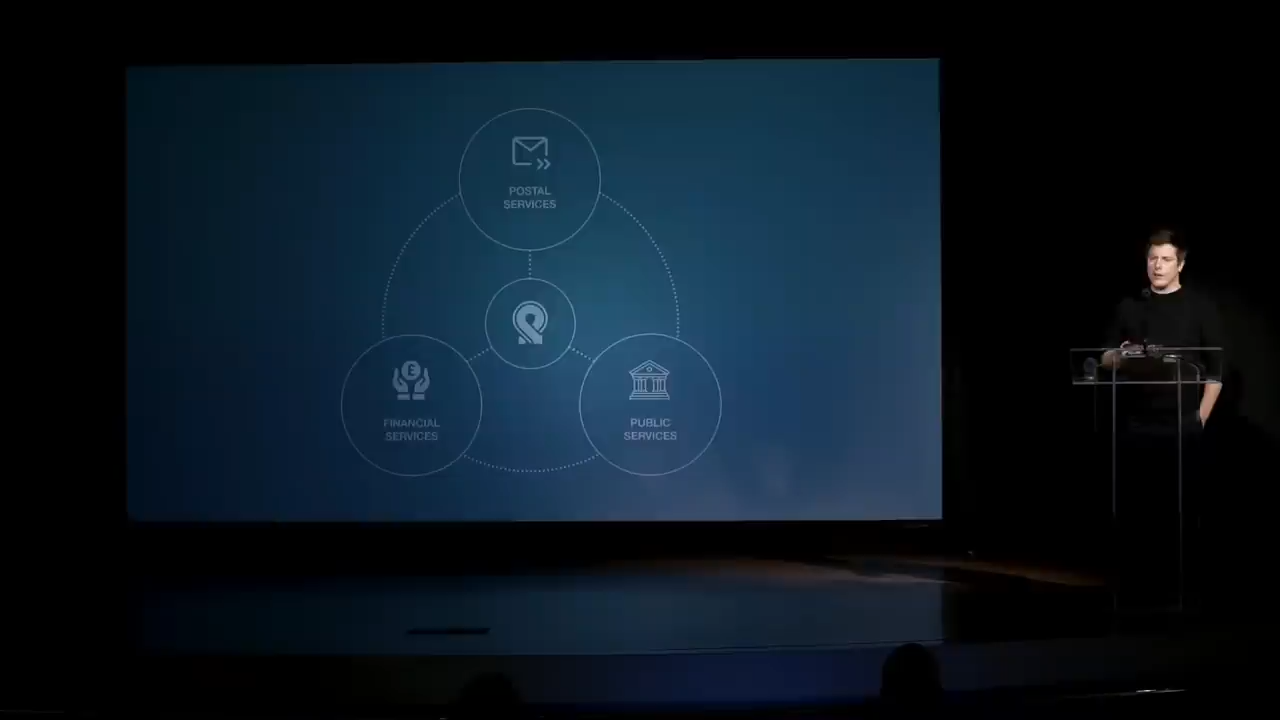 POSTAL
SERVICES
£
FINANCIAL
SERVICES
PUBLIC
SERVICES